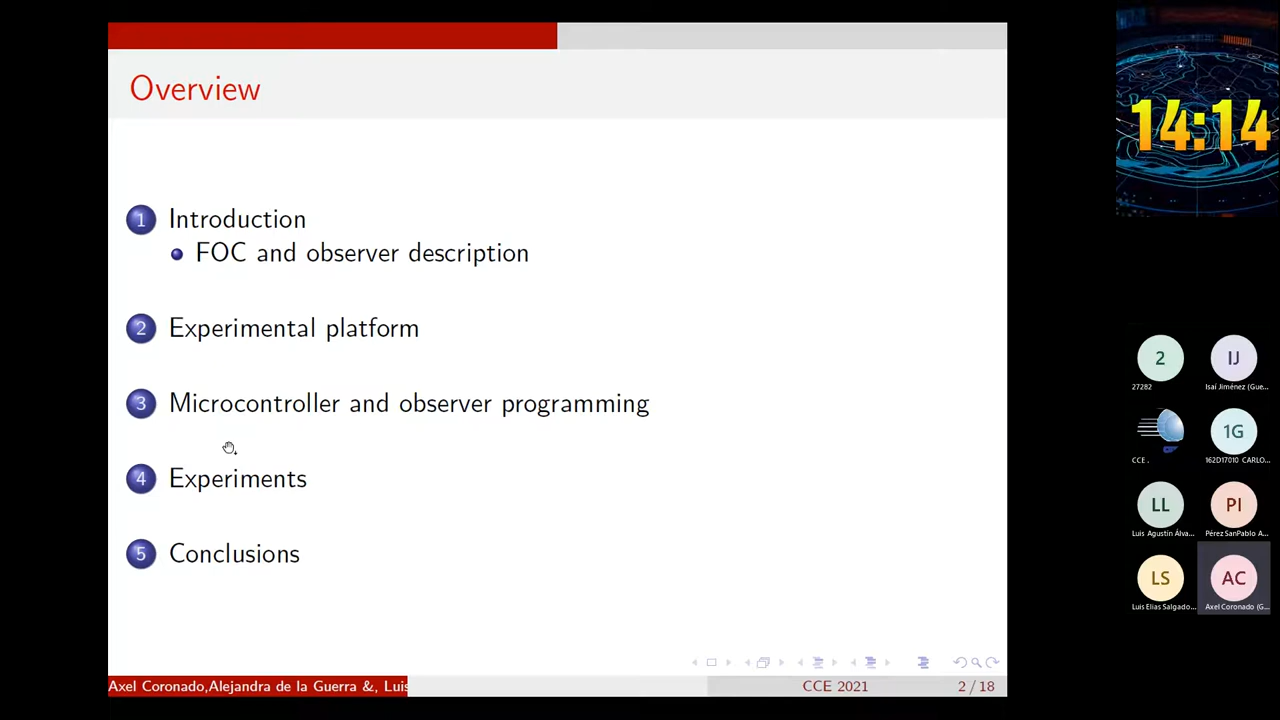 Overview
1 Introduction
FOC and observer description
2 Experimental platform
3 Microcontroller and observer programming
4 Experiments
5 Conclusions
Axel Coronado,Alejandra de la Guerra &, Luis
CCE 2021
2 / 18
14:14
2
IJ
27282
Isaí Jiménez (Gue...
1G
CCE .
162D17010 CARLO...
LL
PI
Luis Agustín Álva...
Pérez SanPablo A...
LS
AC
Luis Elias Salgado...
Axel Coronado (G...